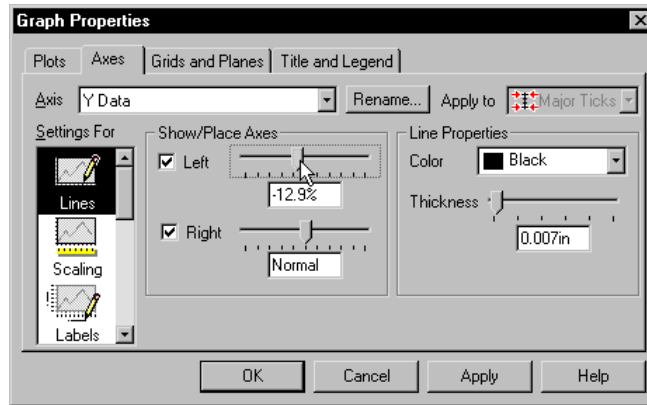 Graph Properties
Plots
Axes
Grids and Planes
Title and Legend
Axis
Y Data
Rename...
Apply to
Major Ticks
Settings For
Lines
Scaling
Labels
Show/Place Axes
Left
-12.9%
Right
Normal
Line Properties
Color
Black
Thickness
0.007in
OK
Cancel
Apply
Help